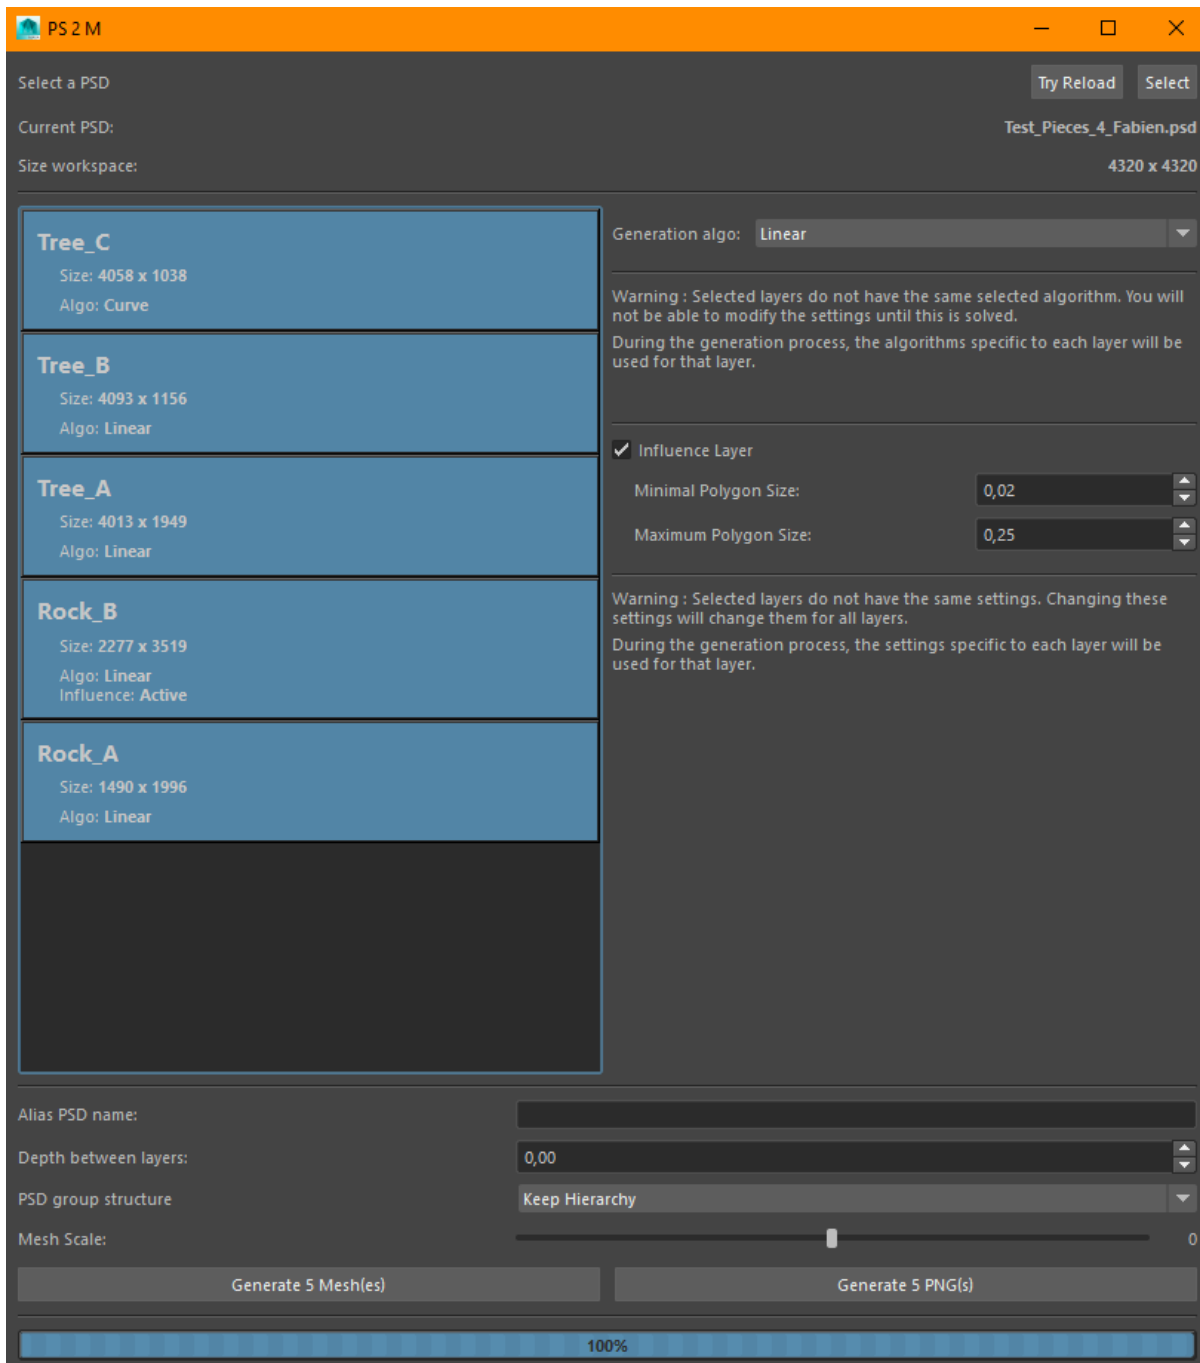 PS 2 M
Select a PSD
Try Reload
Select
Current PSD:
Test_Pieces_4_Fabien.psd
Size workspace:
4320 x 4320
Tree_C
Size: 4058 x 1038
Algo: Curve
Tree_B
Size: 4093 x 1156
Algo: Linear
Tree_A
Size: 4013 x 1949
Algo: Linear
Rock_B
Size: 2277 x 3519
Algo: Linear
Influence: Active
Rock_A
Size: 1490 x 1996
Algo: Linear
Generation algo: Linear
Warning : Selected layers do not have the same selected algorithm. You will
not be able to modify the settings until this is solved.
During the generation process, the algorithms specific to each layer will be
used for that layer.
Influence Layer
Minimal Polygon Size: 0,02
Maximum Polygon Size: 0,25
Warning : Selected layers do not have the same settings. Changing these
settings will change them for all layers.
During the generation process, the settings specific to each layer will be
used for that layer.
Alias PSD name:
Depth between layers: 0,00
PSD group structure Keep Hierarchy
Mesh Scale: 0
Generate 5 Mesh(es)
Generate 5 PNG(s)
100%